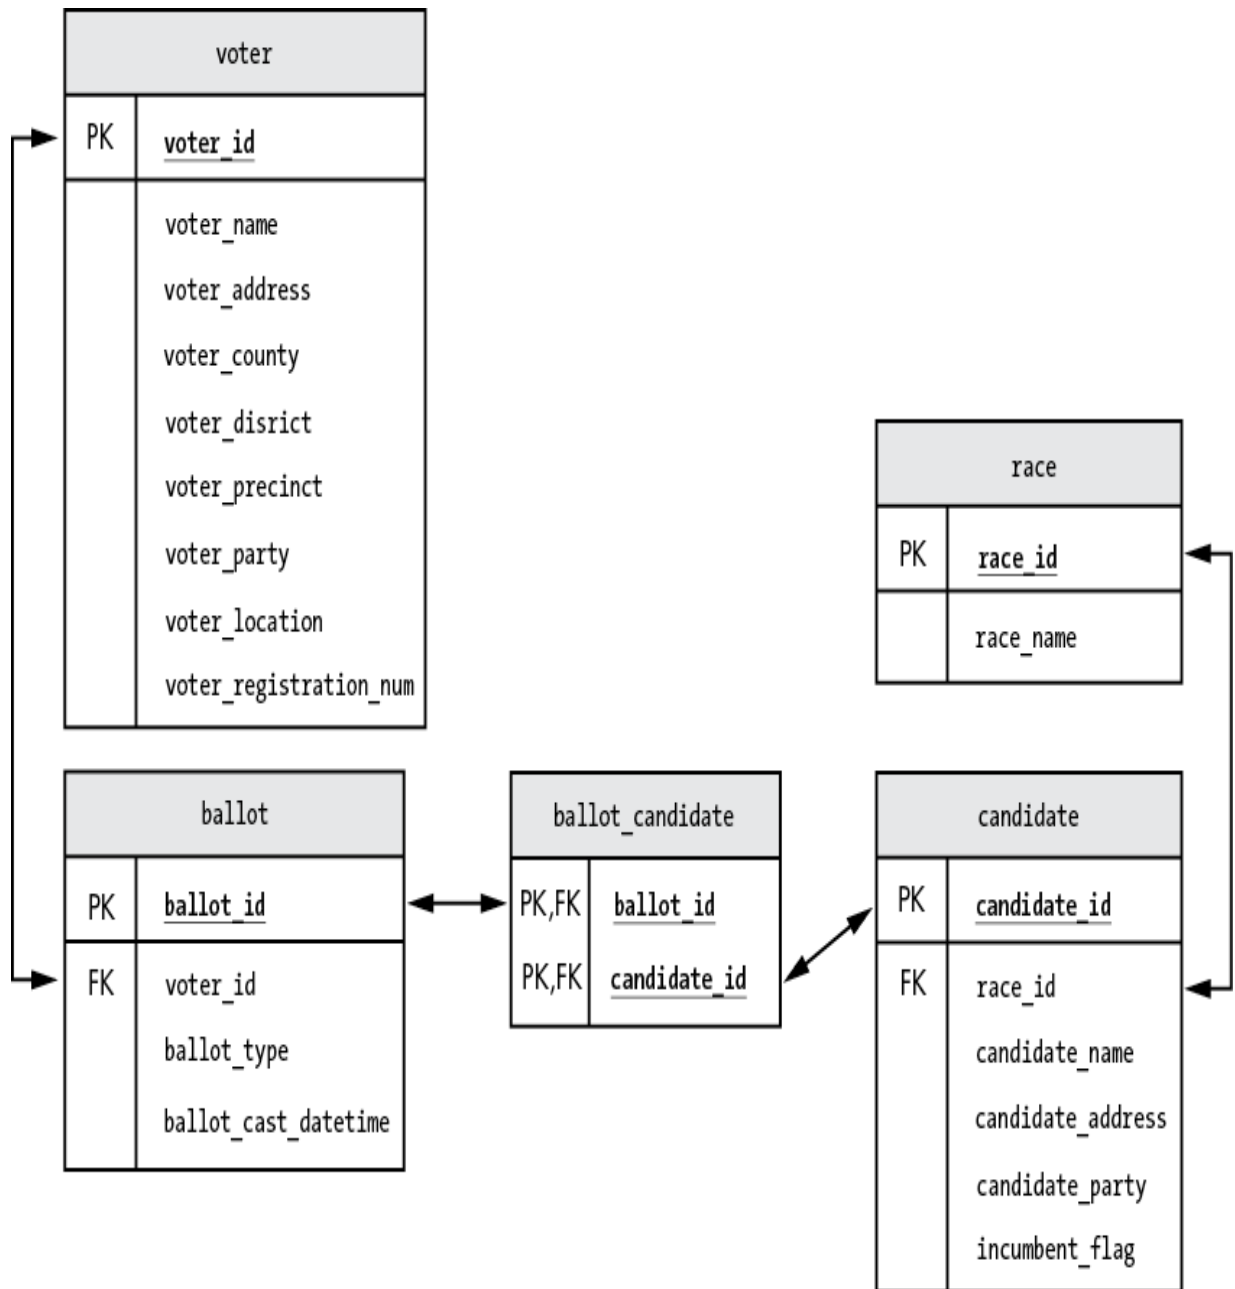 voter
PK voter_id
voter_name
voter_address
voter_county
voter_disrict
voter_precinct
voter_party
voter_location
voter_registration_num
race
PK race_id
race_name
ballot
PK ballot_id
FK voter_id
ballot_type
ballot_cast_datetime
ballot_candidate
PK,FK ballot_id
PK,FK candidate_id
candidate
PK candidate_id
FK race_id
candidate_name
candidate_address
candidate_party
incumbent_flag